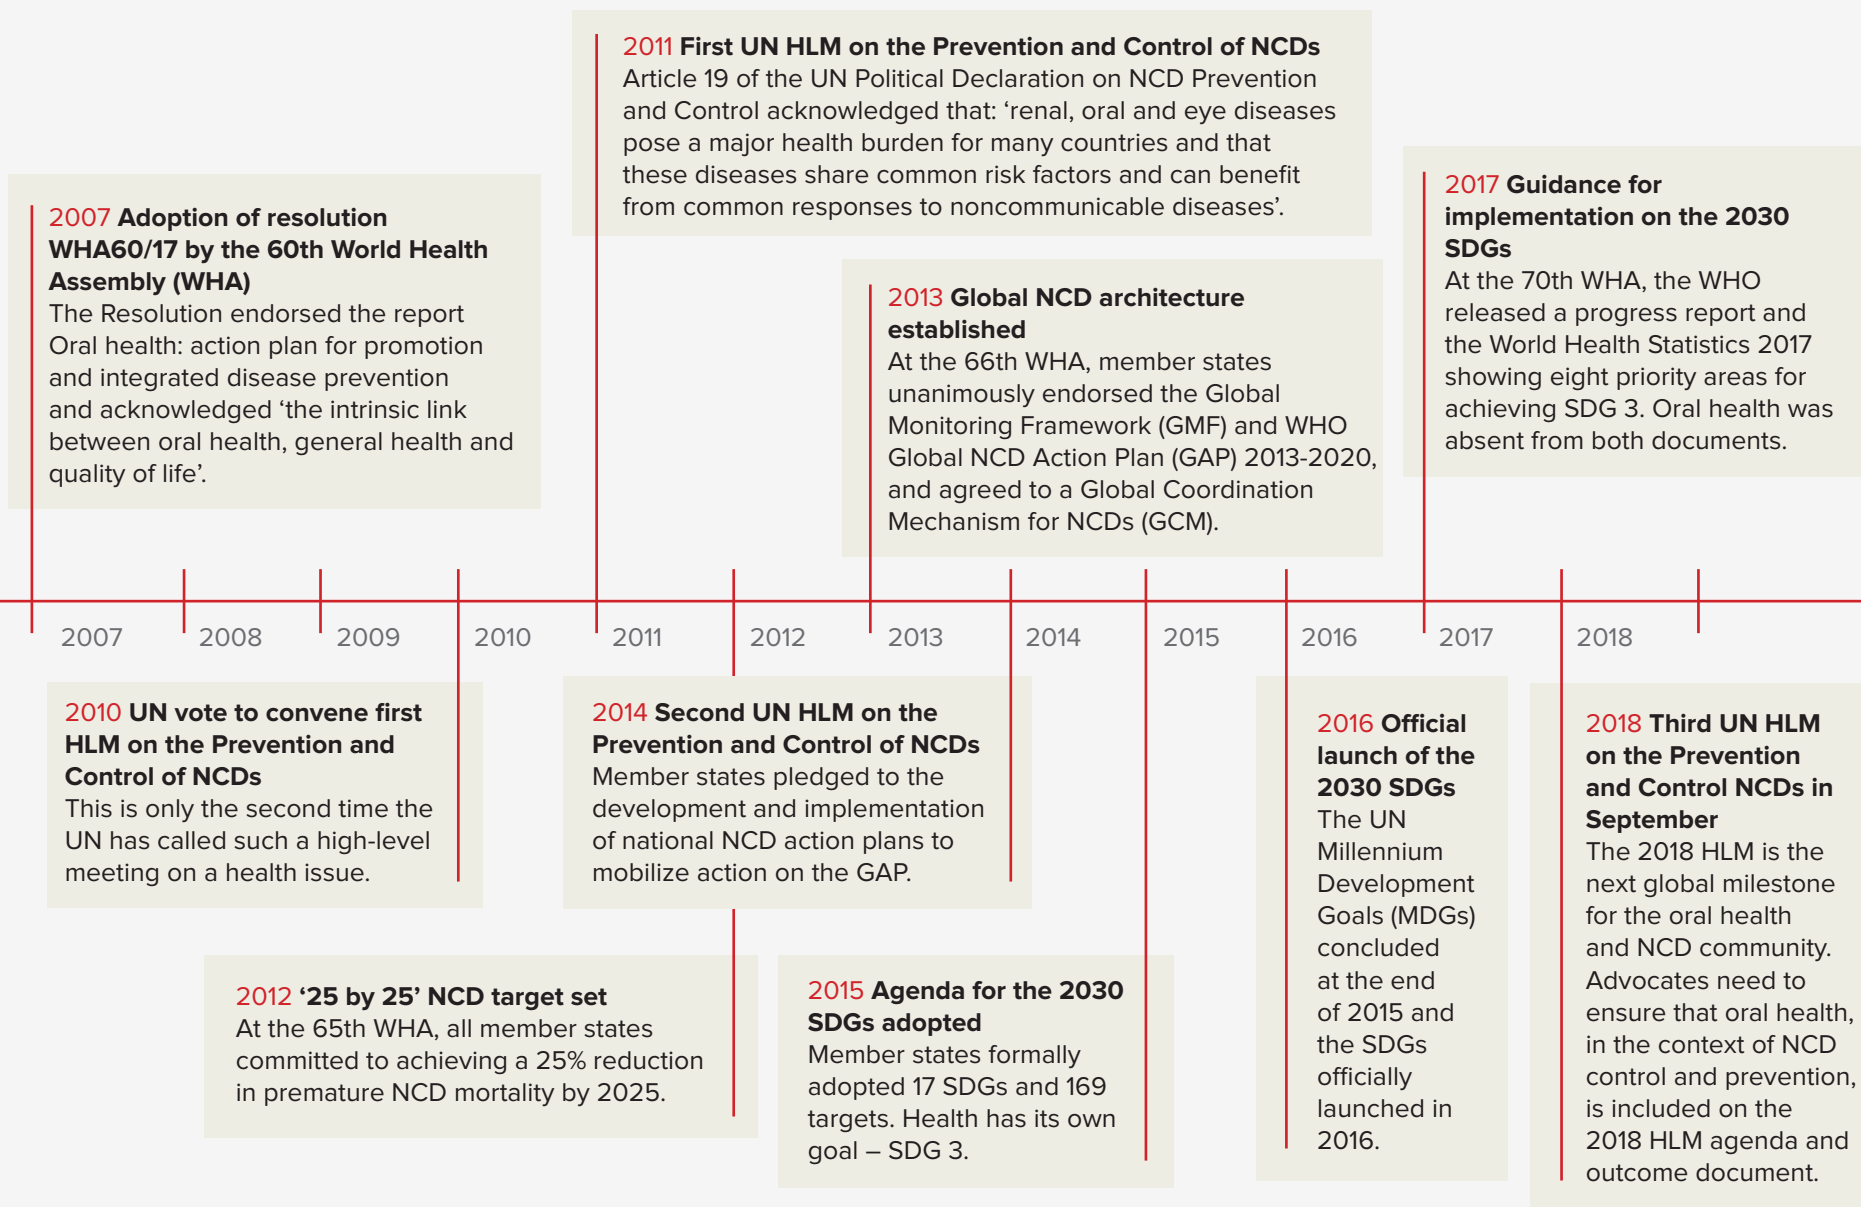 2011 First UN HLM on the Prevention and Control of NCDs
Article 19 of the UN Political Declaration on NCD Prevention
and Control acknowledged that: ‘renal, oral and eye diseases
pose a major health burden for many countries and that
these diseases share common risk factors and can benefit
from common responses to noncommunicable diseases’.
2007 Adoption of resolution
WHA60/17 by the 60th World Health
Assembly (WHA)
The Resolution endorsed the report
Oral health: action plan for promotion
and integrated disease prevention
and acknowledged ‘the intrinsic link
between oral health, general health and
quality of life’.
2013 Global NCD architecture
established
At the 66th WHA, member states
unanimously endorsed the Global
Monitoring Framework (GMF) and WHO
Global NCD Action Plan (GAP) 2013-2020,
and agreed to a Global Coordination
Mechanism for NCDs (GCM).
2017 Guidance for
implementation on the 2030
SDGs
At the 70th WHA, the WHO
released a progress report and
the World Health Statistics 2017
showing eight priority areas for
achieving SDG 3. Oral health was
absent from both documents.
2007 2008 2009 2010 2011 2012 2013 2014 2015 2016 2017 2018
2010 UN vote to convene first
HLM on the Prevention and
Control of NCDs
This is only the second time the
UN has called such a high-level
meeting on a health issue.
2014 Second UN HLM on the
Prevention and Control of NCDs
Member states pledged to the
development and implementation
of national NCD action plans to
mobilize action on the GAP.
2012 ‘25 by 25’ NCD target set
At the 65th WHA, all member states
committed to achieving a 25% reduction
in premature NCD mortality by 2025.
2015 Agenda for the 2030
SDGs adopted
Member states formally
adopted 17 SDGs and 169
targets. Health has its own
goal – SDG 3.
2016 Official
launch of the
2030 SDGs
The UN
Millennium
Development
Goals (MDGs)
concluded
at the end
of 2015 and
the SDGs
officially
launched in
2016.
2018 Third UN HLM
on the Prevention
and Control NCDs in
September
The 2018 HLM is the
next global milestone
for the oral health
and NCD community.
Advocates need to
ensure that oral health,
in the context of NCD
control and prevention,
is included on the
2018 HLM agenda and
outcome document.